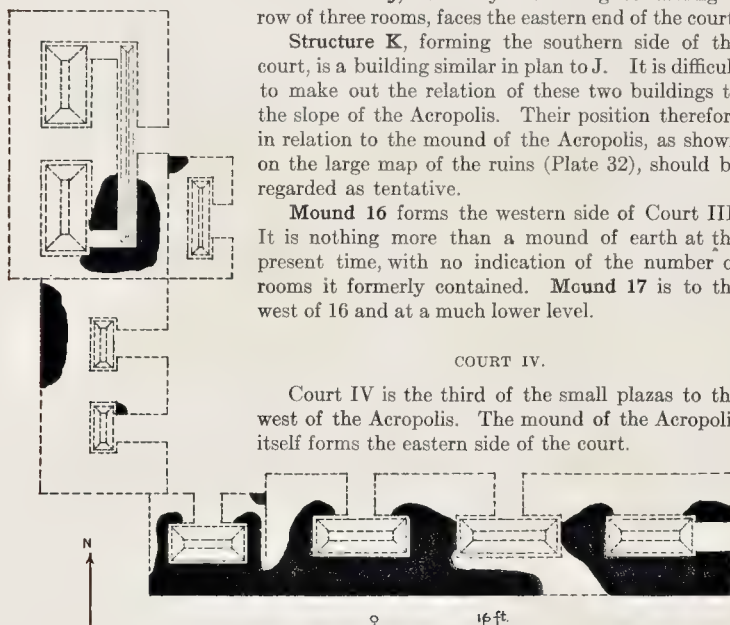 row of three rooms, faces the eastern end of the court
Structure K, forming the southern side of th
court, is a building similar in plan to J. It is difficul
to make out the relation of these two buildings t
the slope of the Acropolis. Their position therefor
in relation to the mound of the Acropolis, as show
on the large map of the ruins (Plate 32), should b
regarded as tentative.
Mound 16 forms the western side of Court III
It is nothing more than a mound of earth at th
present time, with no indication of the number o
rooms it formerly contained. Mound 17 is to th
west of 16 and at a much lower level.
COURT IV.
Court IV is the third of the small plazas to th
west of the Acropolis. The mound of the Acropoli
itself forms the eastern side of the court.
N
0 16 ft.